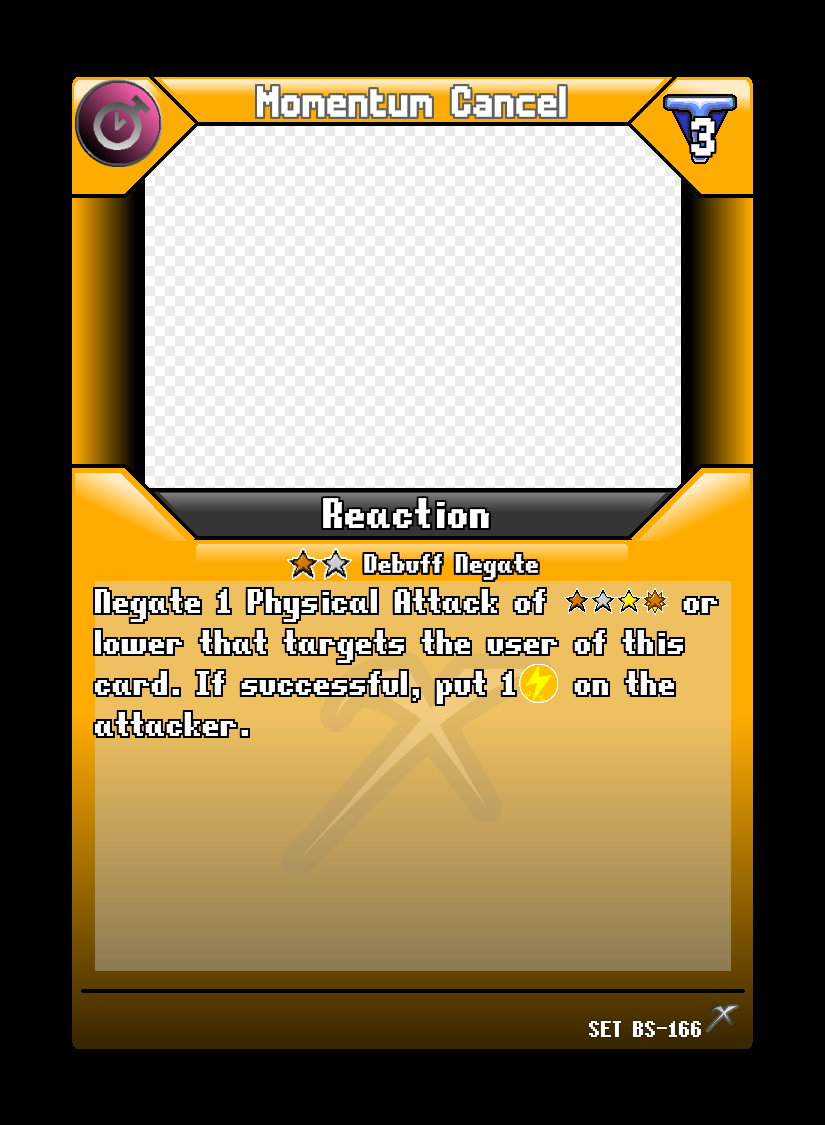 Momentum Cancel
3
Reaction
Debuff Negate
Negate 1 Physical Attack of or
lower that targets the user of this
card. If successful, put 1 on the
attacker.
SET BS-166